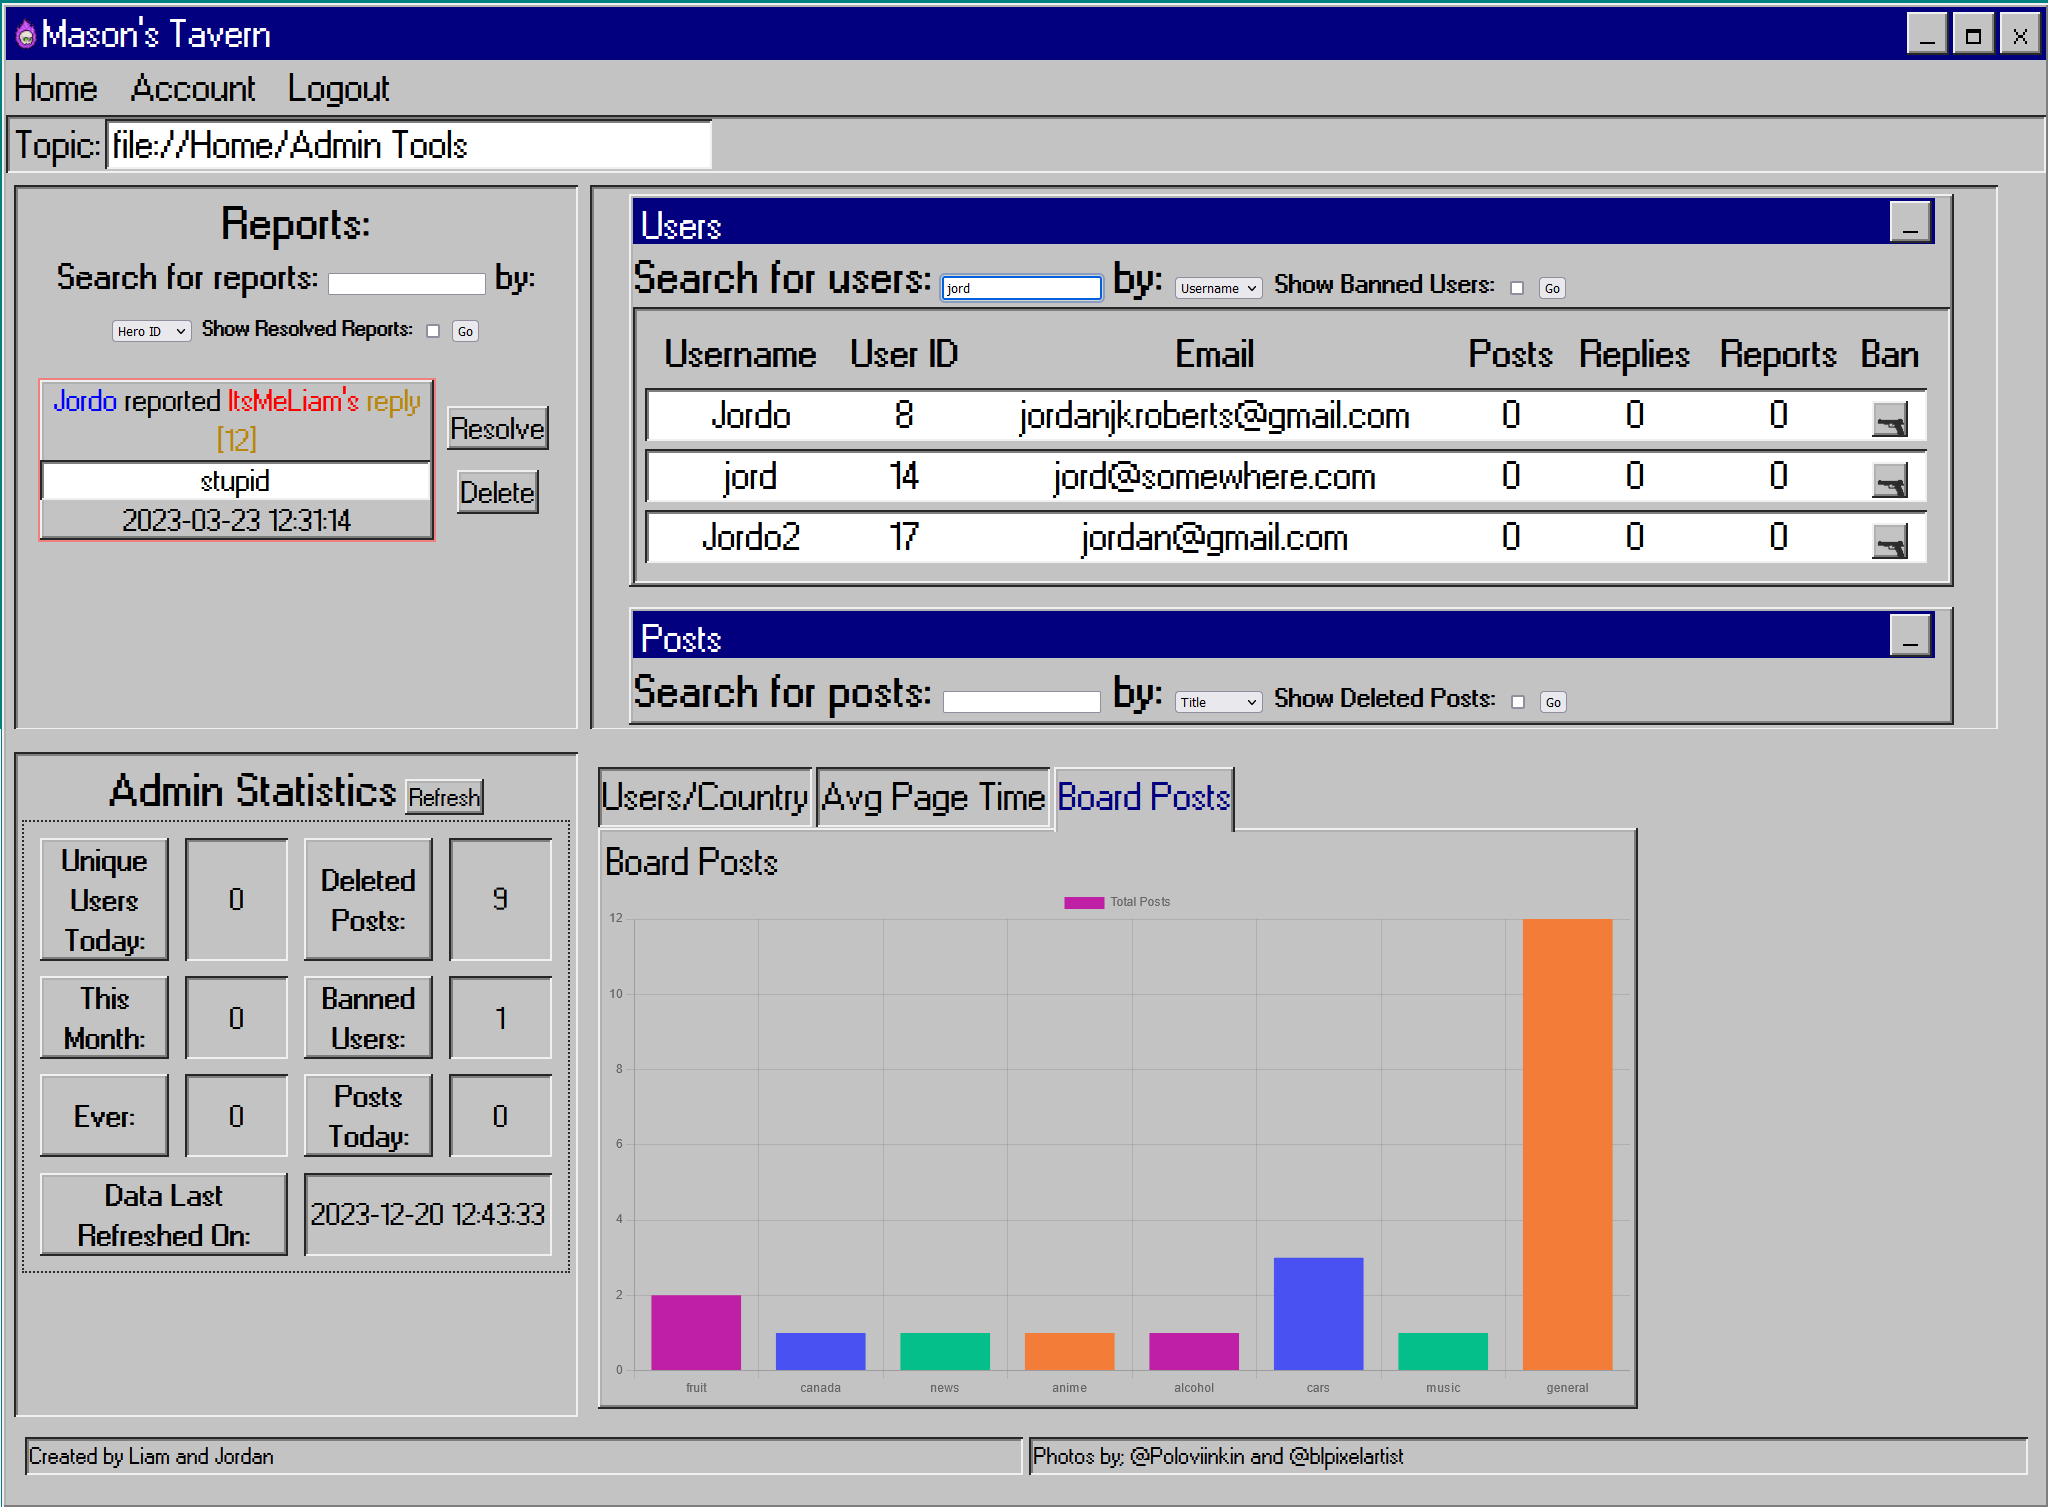 Mason's Tavern
_ □ X
Home Account Logout
Topic: file://Home/Admin Tools
Reports:
Search for reports: by:
Hero ID Show Resolved Reports: Go
Jordo reported ItsMeLiam's reply
[12]
stupid
2023-03-23 12:31:14
Resolve
Delete
Users
Search for users: jord by: Username Show Banned Users: Go
Username User ID Email Posts Replies Reports Ban
Jordo 8 jordanjkroberts@gmail.com 0 0 0
jord 14 jord@somewhere.com 0 0 0
Jordo2 17 jordan@gmail.com 0 0 0
Posts
Search for posts: by: Title Show Deleted Posts: Go
Admin Statistics Refresh
Unique
Users
Today:
0
Deleted
Posts:
9
This
Month:
0
Banned
Users:
1
Ever:
0
Posts
Today:
0
Data Last
Refreshed On:
2023-12-20 12:43:33
Users/Country Avg Page Time Board Posts
Board Posts
Total Posts
12
10
8
6
4
2
0
fruit canada news anime alcohol cars music general
Created by Liam and Jordan
Photos by; @Poloviinkin and @blpixelartist